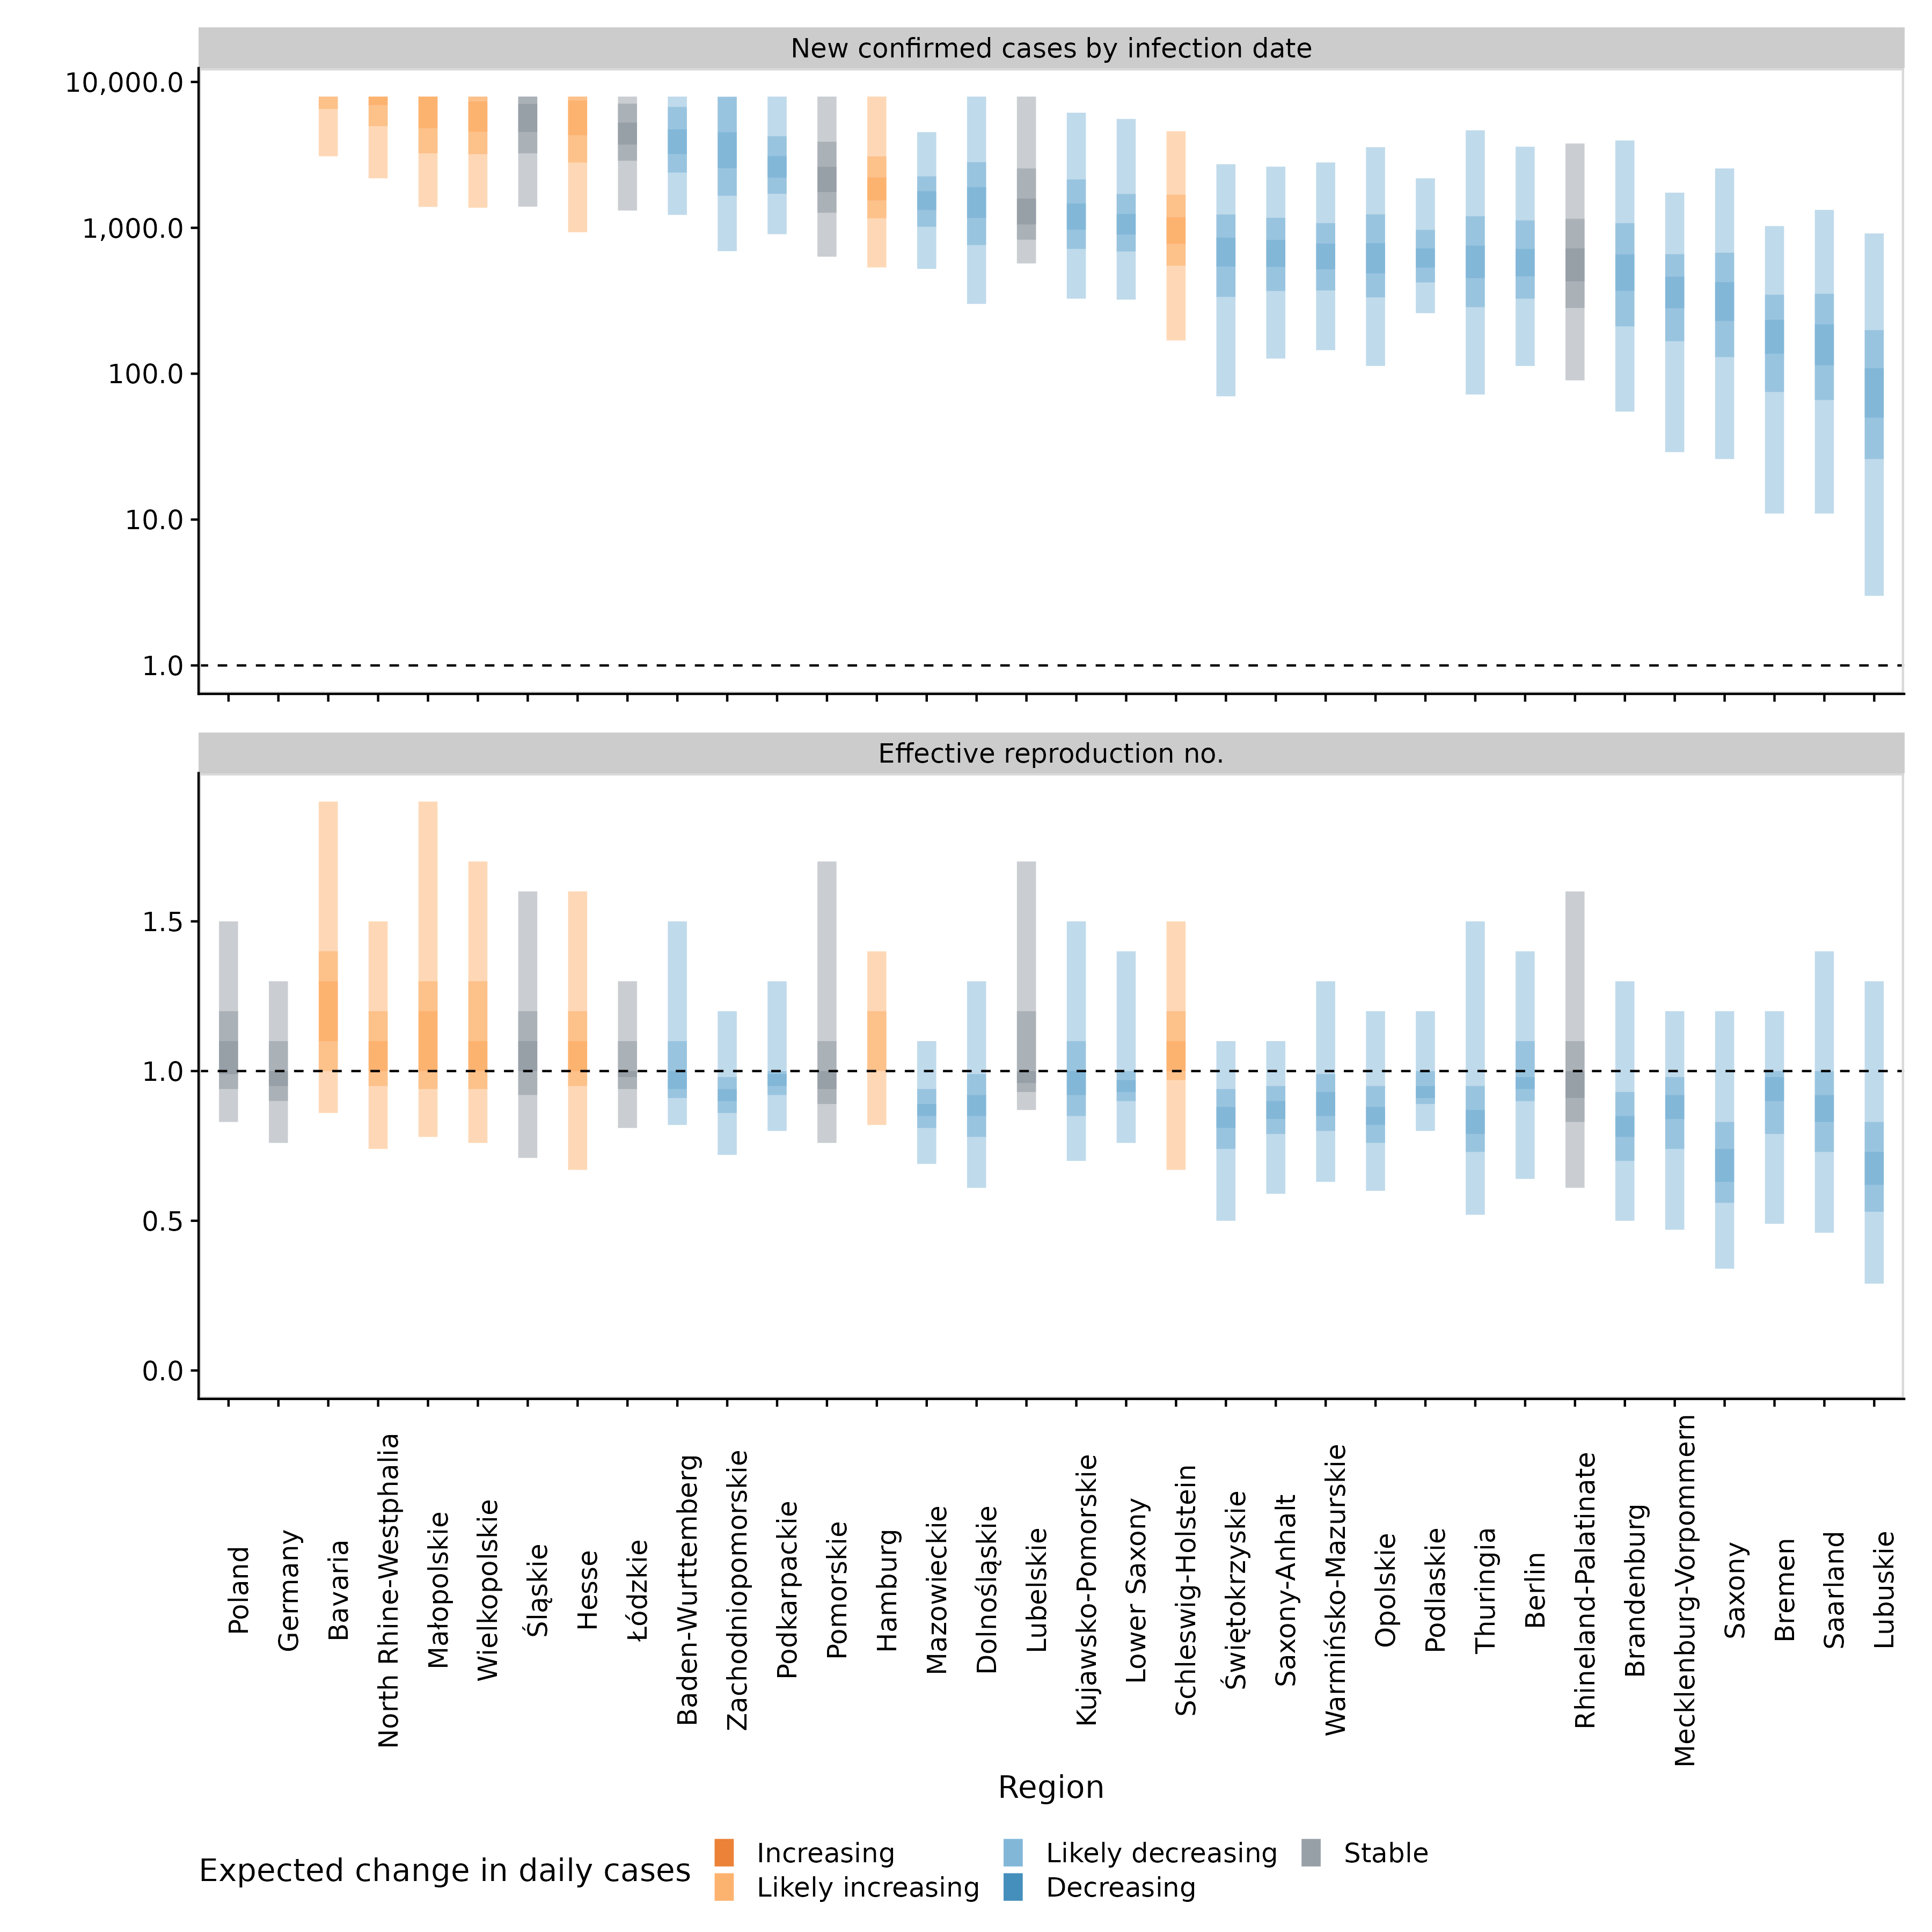 New confirmed cases by infection date
10,000.0
1,000.0
100.0
10.0
1.0
Effective reproduction no.
1.5
1.0
0.5
0.0
Poland
Germany
Bavaria
North Rhine-Westphalia
Małopolskie
Wielkopolskie
Śląskie
Hesse
Łódzkie
Baden-Wurttemberg
Zachodniopomorskie
Podkarpackie
Pomorskie
Hamburg
Mazowieckie
Dolnośląskie
Lubelskie
Kujawsko-Pomorskie
Lower Saxony
Schleswig-Holstein
Świętokrzyskie
Saxony-Anhalt
Warmińsko-Mazurskie
Opolskie
Podlaskie
Thuringia
Berlin
Rhineland-Palatinate
Brandenburg
Mecklenburg-Vorpommern
Saxony
Bremen
Saarland
Lubuskie
Region
Expected change in daily cases
Increasing
Likely increasing
Likely decreasing
Decreasing
Stable